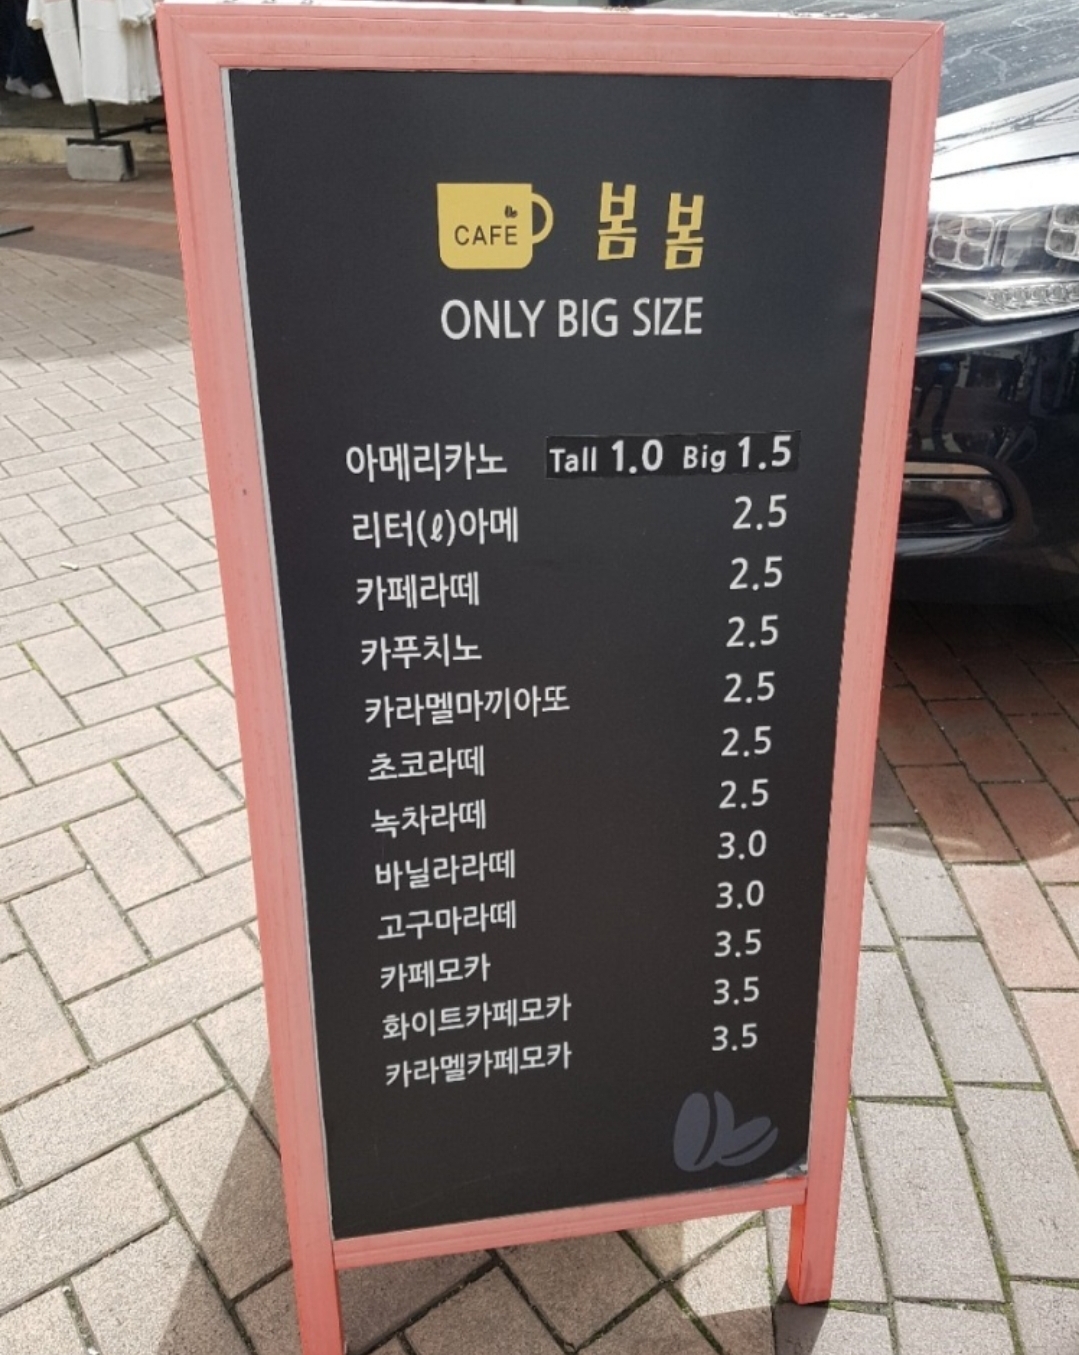 CAFE 봄봄
ONLY BIG SIZE
아메리카노 Tall 1.0 Big 1.5
리터(ℓ)아메 2.5
카페라떼 2.5
카푸치노 2.5
카라멜마끼아또 2.5
초코라떼 2.5
녹차라떼 2.5
바닐라라떼 3.0
고구마라떼 3.0
카페모카 3.5
화이트카페모카 3.5
카라멜카페모카 3.5